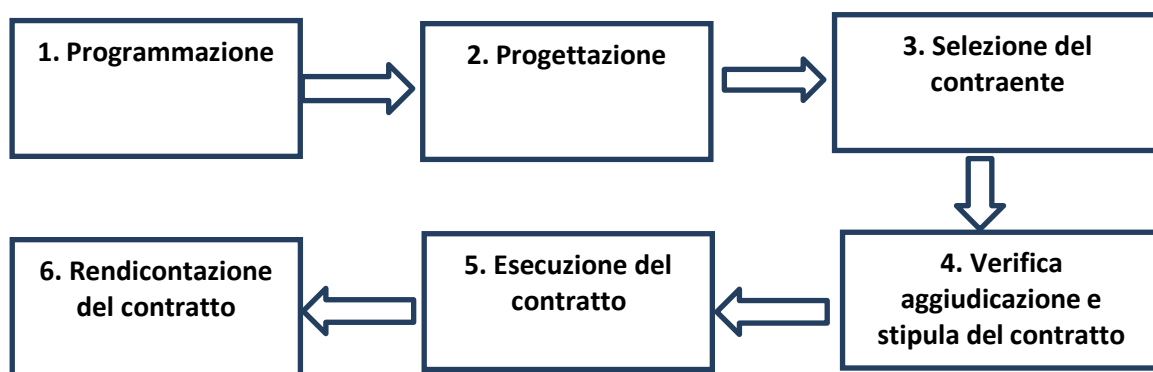 1. Programmazione
2. Progettazione
3. Selezione del
contraente
4. Verifica
aggiudicazione e
stipula del contratto
5. Esecuzione del
contratto
6. Rendicontazione
del contratto